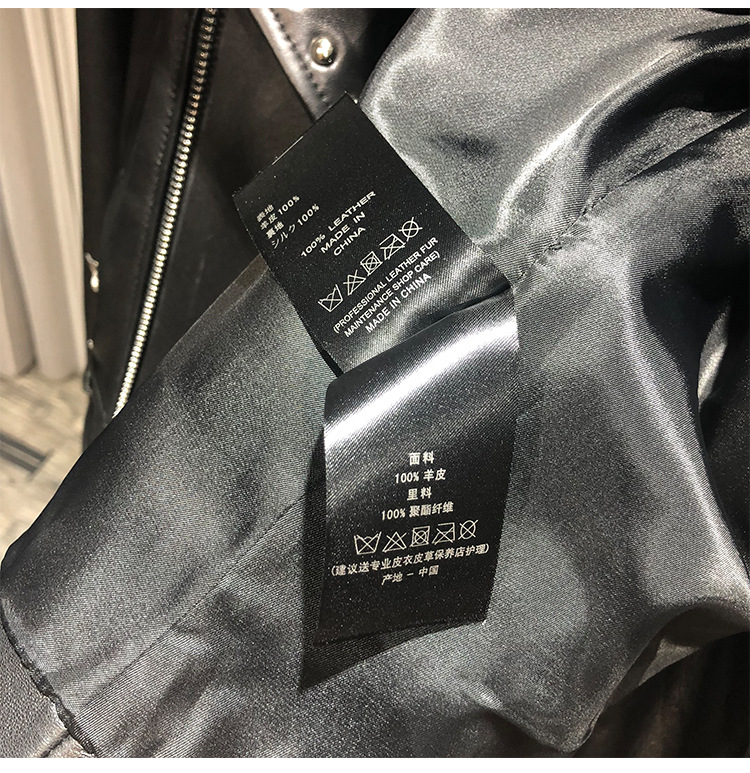 表地
羊皮100%
裏地
シルク100%
100% LEATHER
MADE IN
CHINA
(PROFESSIONAL LEATHER FUR
MAINTENANCE SHOP CARE)
MADE IN CHINA
面料
100% 羊皮
里料
100% 聚酯纤维
(建议送专业皮衣皮草保养店护理)
产地 - 中国